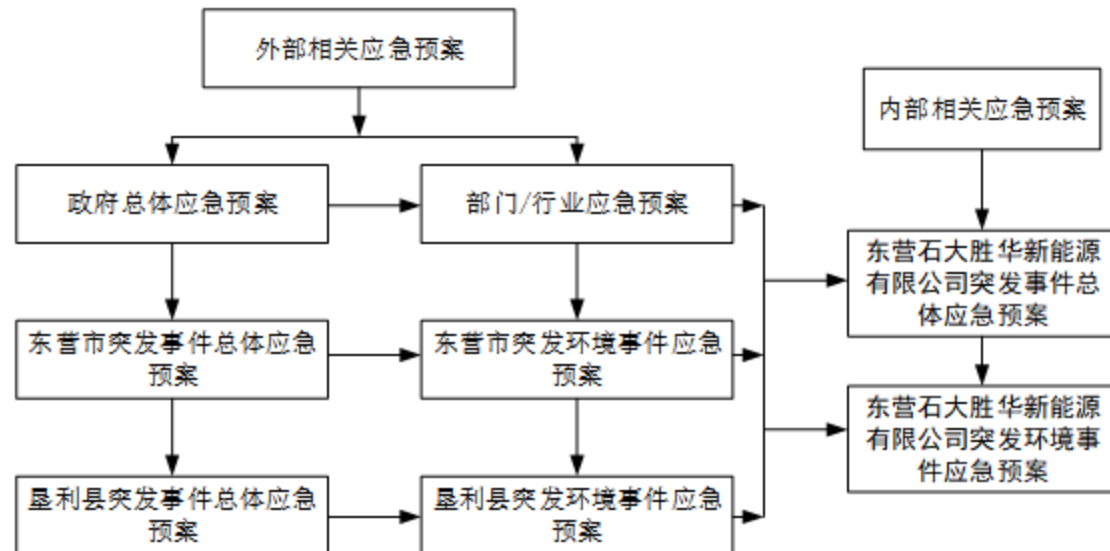 外部相关应急预案
内部相关应急预案
政府总体应急预案
部门/行业应急预案
东营石大胜华新能源
有限公司突发事件总
体应急预案
东营市突发事件总体应急
预案
东营市突发环境事件应急
预案
东营石大胜华新能源
有限公司突发环境事
件应急预案
垦利县突发事件总体应急
预案
垦利县突发环境事件应急
预案